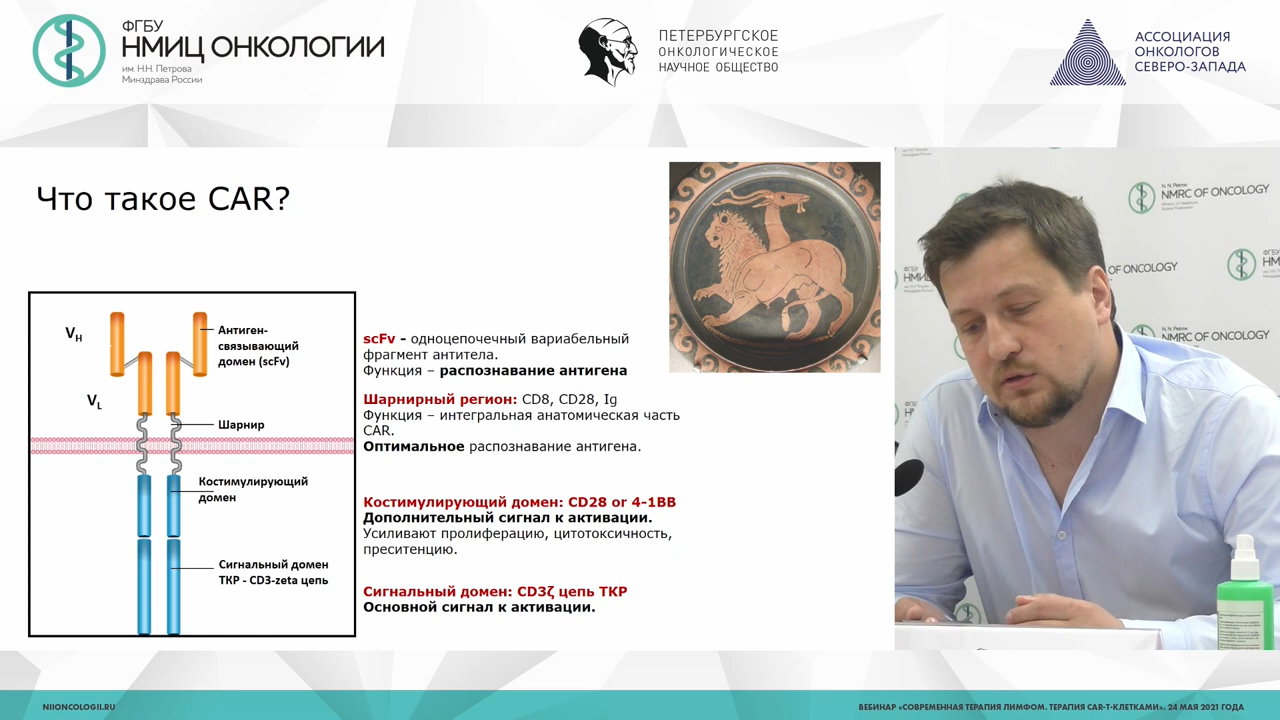 ФГБУ
НМИЦ ОНКОЛОГИИ
им. Н.Н. Петрова
Минздрава России
ПЕТЕРБУРГСКОЕ
ОНКОЛОГИЧЕСКОЕ
НАУЧНОЕ ОБЩЕСТВО
АССОЦИАЦИЯ
ОНКОЛОГОВ
СЕВЕРО-ЗАПАДА
Что такое CAR?
VH
VL
Антиген-
связывающий
домен (scFv)
Шарнир
Костимулирующий
домен
Сигнальный домен
ТКР - CD3-zeta цепь
scFv - одноцепочечный вариабельный
фрагмент антитела.
Функция – распознавание антигена
Шарнирный регион: CD8, CD28, Ig
Функция – интегральная анатомическая часть
CAR.
Оптимальное распознавание антигена.
Костимулирующий домен: CD28 or 4-1BB
Дополнительный сигнал к активации.
Усиливают пролиферацию, цитотоксичность,
преситенцию.
Сигнальный домен: CD3ζ цепь ТКР
Основной сигнал к активации.
N.N. Petrov
NMRC OF ONCOLOGY
OF ONCOLOGY
ФГБУ
НМ
N.N. Petrov
NMRC OF ONCOLOGY
NIIONCOLOGII.RU
ВЕБИНАР «СОВРЕМЕННАЯ ТЕРАПИЯ ЛИМФОМ. ТЕРАПИЯ CAR-T-КЛЕТКАМИ». 24 МАЯ 2021 ГОДА